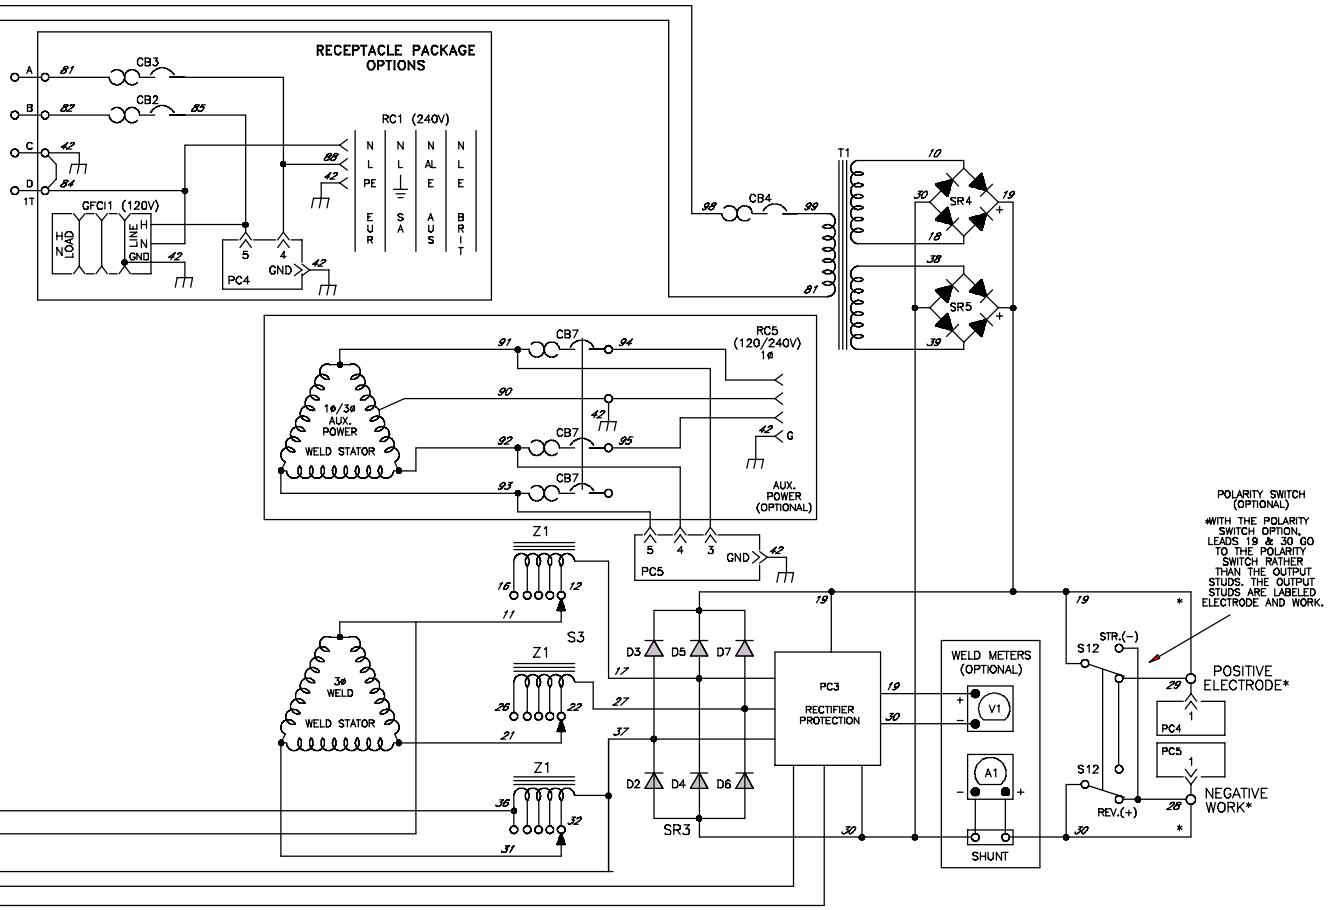 RECEPTACLE PACKAGE
OPTIONS
A
81
CB3
B
82
CB2
85
C
42
D
84
1T
RC1 (240V)
88
42
N N N N
L L AL L
PE E E
EUR
SA
AUS
BRIT
GFCI1 (120V)
H
N
LOAD
LINE
H
N
GND
42
5 4
GND
42
PC4
T1
98
CB4
99
81
10
30
SR4
19
+
18
38
SR5
+
39
91
CB7
94
RC5
(120/240V)
1ø
90
42
1ø/3ø
AUX.
POWER
WELD STATOR
92
CB7
95
42
G
93
CB7
AUX.
POWER
(OPTIONAL)
5 4 3
GND
42
PC5
Z1
16
12
11
S3
Z1
26
22
21
3ø
WELD
WELD STATOR
Z1
36
32
31
17
27
37
D3 D5 D7
D2 D4 D6
SR3
19
PC3
RECTIFIER
PROTECTION
19
30
30
WELD METERS
(OPTIONAL)
+
V1
-
A1
- +
SHUNT
POLARITY SWITCH
(OPTIONAL)
*WITH THE POLARITY
SWITCH OPTION,
LEADS 19 & 30 GO
TO THE POLARITY
SWITCH RATHER
THAN THE OUTPUT
STUDS. THE OUTPUT
STUDS ARE LABELED
ELECTRODE AND WORK.
19
*
STR.(-)
S12
29
POSITIVE
ELECTRODE*
1
PC4
PC5
1
S12
REV.(+)
28
NEGATIVE
WORK*
30
*